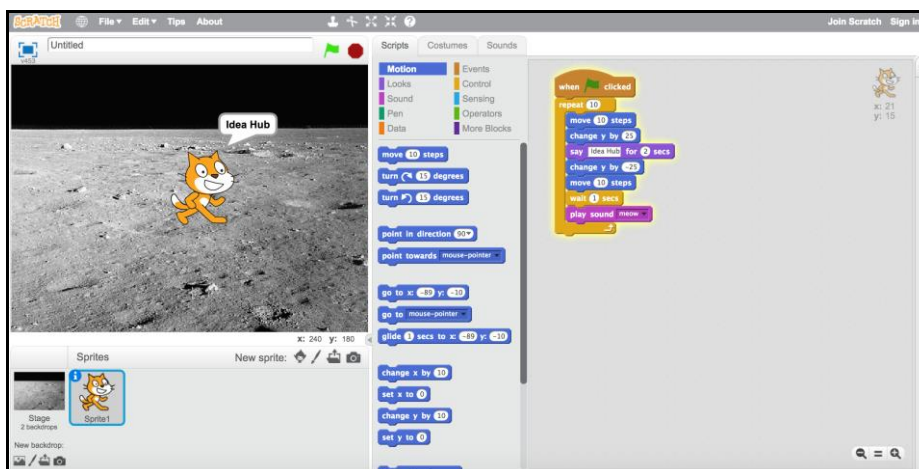 SCRATCH File Edit Tips About Join Scratch Sign in
Untitled
v453
Idea Hub
x: 240 y: 180
Sprites New sprite:
Stage
2 backdrops
Sprite1
New backdrop:
Scripts Costumes Sounds
Motion Events
Looks Control
Sound Sensing
Pen Operators
Data More Blocks
move 10 steps
turn 15 degrees
turn 15 degrees
point in direction 90
point towards mouse-pointer
go to x: -89 y: -10
go to mouse-pointer
glide 1 secs to x: -89 y: -10
change x by 10
set x to 0
change y by 10
set y to 0
when clicked
repeat 10
move 10 steps
change y by 25
say Idea Hub for 2 secs
change y by -25
move 10 steps
wait 1 secs
play sound meow
x: 21
y: 15